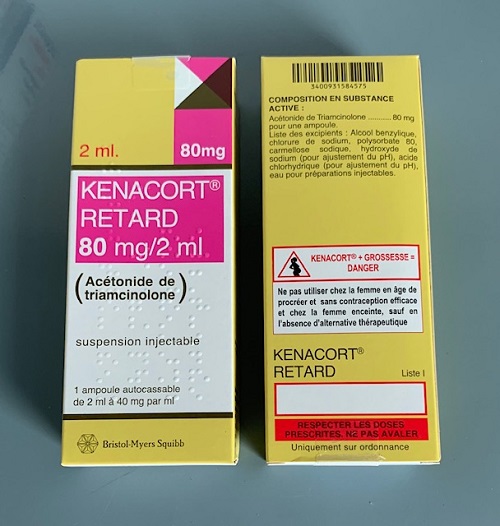 2 ml.
80mg
KENACORT®
RETARD
80 mg/2 ml
(Acétonide de
triamcinolone)
suspension injectable
1 ampoule autocassable
de 2 ml à 40 mg par ml
Bristol-Myers Squibb
3400931584575
COMPOSITION EN SUBSTANCE
ACTIVE :
Acétonide de Triamcinolone .......... 80 mg
pour une ampoule.
Liste des excipients : Alcool benzylique,
chlorure de sodium, polysorbate 80,
carmellose sodique, hydroxyde de
sodium (pour ajustement du pH), acide
chlorhydrique (pour ajustement du pH),
eau pour préparations injectables.
KENACORT® + GROSSESSE =
DANGER
Ne pas utiliser chez la femme en âge de
procréer et sans contraception efficace
et chez la femme enceinte, sauf en
l'absence d'alternative thérapeutique
KENACORT®
RETARD
Liste I
RESPECTER LES DOSES
PRESCRITES. NE PAS AVALER
Uniquement sur ordonnance